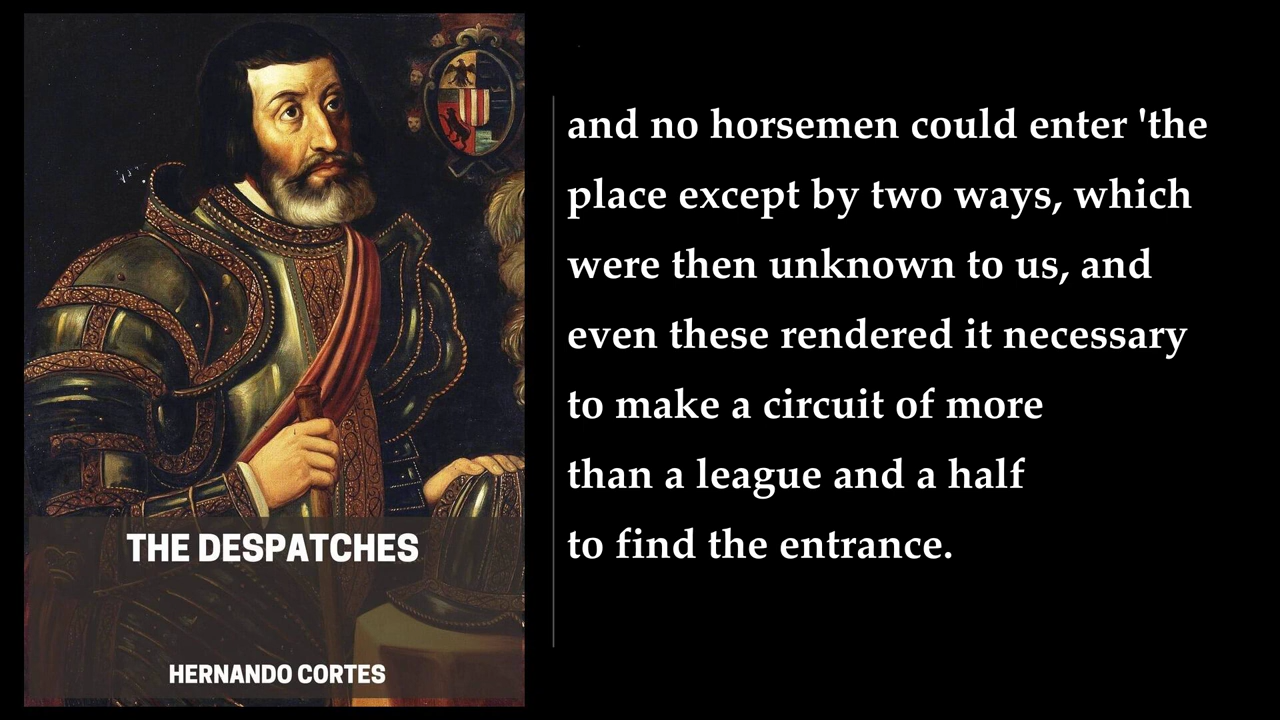 THE DESPATCHES
HERNANDO CORTES
and no horsemen could enter 'the
place except by two ways, which
were then unknown to us, and
even these rendered it necessary
to make a circuit of more
than a league and a half
to find the entrance.